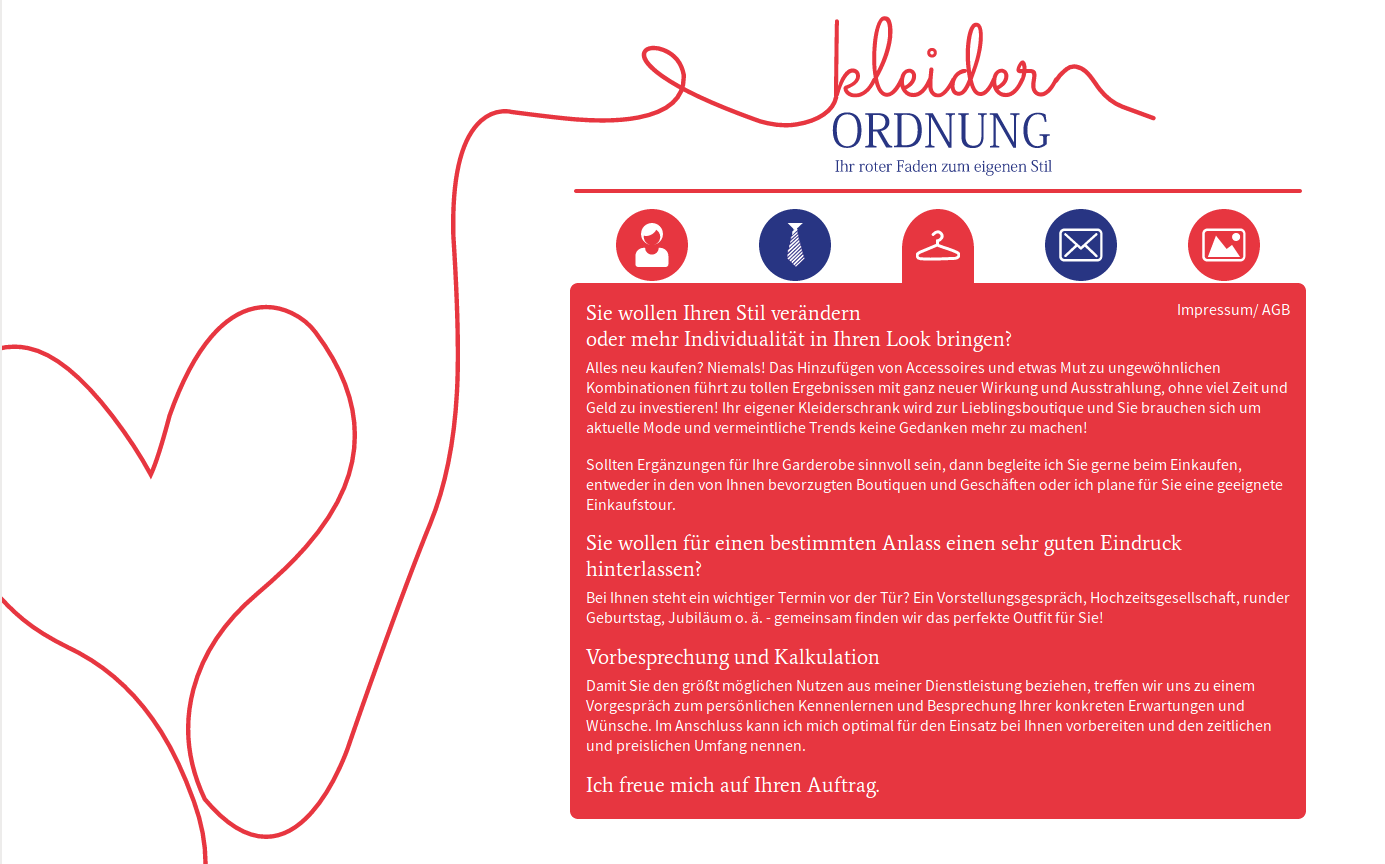 kleider
ORDNUNG
Ihr roter Faden zum eigenen Stil
Impressum/ AGB
Sie wollen Ihren Stil verändern
oder mehr Individualität in Ihren Look bringen?
Alles neu kaufen? Niemals! Das Hinzufügen von Accessoires und etwas Mut zu ungewöhnlichen
Kombinationen führt zu tollen Ergebnissen mit ganz neuer Wirkung und Ausstrahlung, ohne viel Zeit und
Geld zu investieren! Ihr eigener Kleiderschrank wird zur Lieblingsboutique und Sie brauchen sich um
aktuelle Mode und vermeintliche Trends keine Gedanken mehr zu machen!
Sollten Ergänzungen für Ihre Garderobe sinnvoll sein, dann begleite ich Sie gerne beim Einkaufen,
entweder in den von Ihnen bevorzugten Boutiquen und Geschäften oder ich plane für Sie eine geeignete
Einkaufstour.
Sie wollen für einen bestimmten Anlass einen sehr guten Eindruck
hinterlassen?
Bei Ihnen steht ein wichtiger Termin vor der Tür? Ein Vorstellungsgespräch, Hochzeitsgesellschaft, runder
Geburtstag, Jubiläum o. ä. - gemeinsam finden wir das perfekte Outfit für Sie!
Vorbesprechung und Kalkulation
Damit Sie den größt möglichen Nutzen aus meiner Dienstleistung beziehen, treffen wir uns zu einem
Vorgespräch zum persönlichen Kennenlernen und Besprechung Ihrer konkreten Erwartungen und
Wünsche. Im Anschluss kann ich mich optimal für den Einsatz bei Ihnen vorbereiten und den zeitlichen
und preislichen Umfang nennen.
Ich freue mich auf Ihren Auftrag.